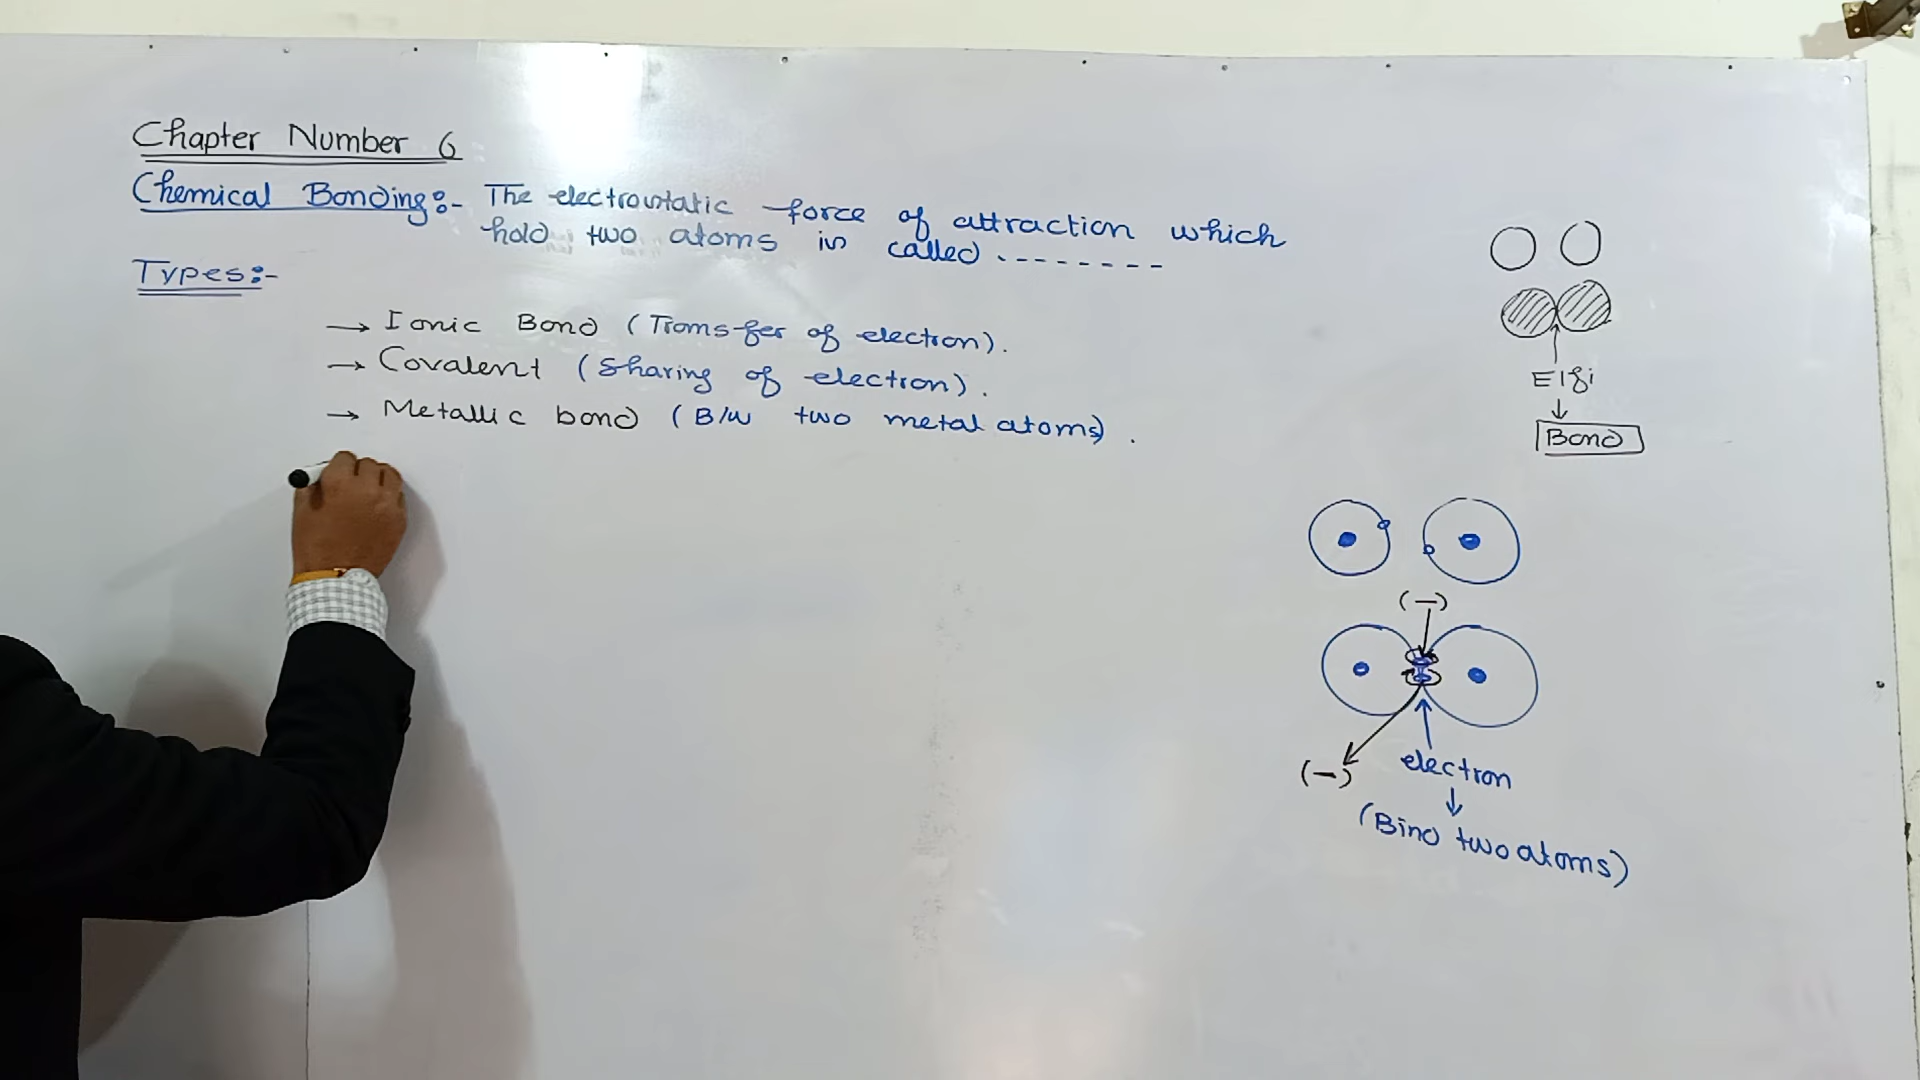 Chapter Number 6
Chemical Bonding:- The electrostatic force of attraction which
hold two atoms is called ---------
Types:-
→ Ionic Bond (Transfer of electron).
→ Covalent (Sharing of electron).
→ Metallic bond (B/w two metal atoms).
↓
Bond
(-)
(-)
electron
↓
(Bind two atoms)